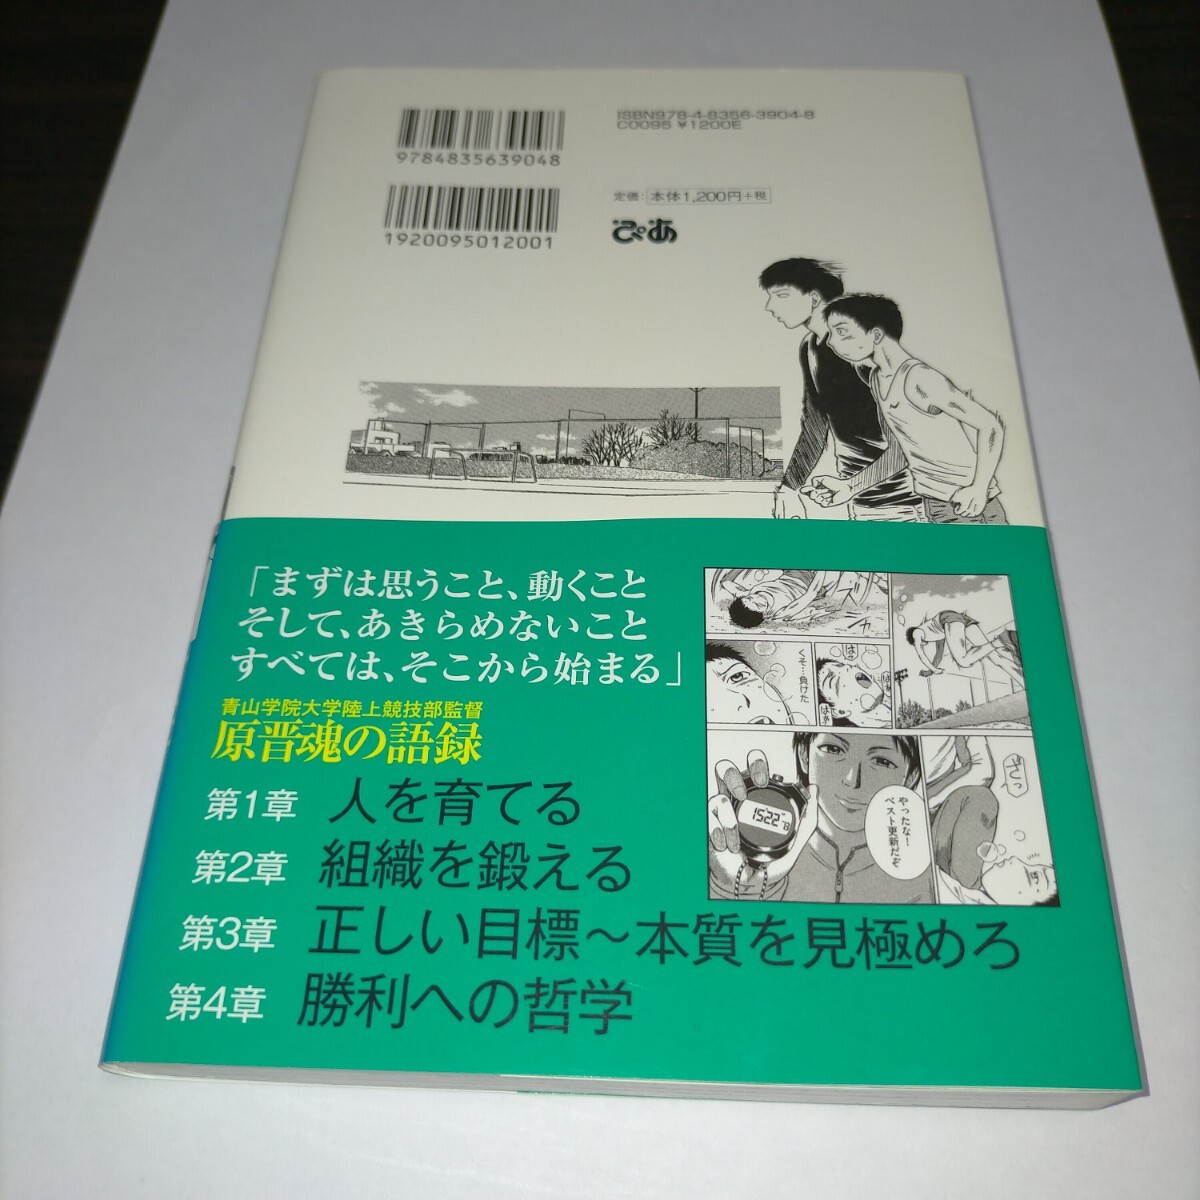 9784835639048
ISBN978-4-8356-3904-8
C0095 ¥1200E
1920095012001
定価：本体1,200円+税
ぴあ
「まずは思うこと、動くこと
そして、あきらめないこと
すべては、そこから始まる」
青山学院大学陸上競技部監督
原晋魂の語録
第1章 人を育てる
第2章 組織を鍛える
第3章 正しい目標〜本質を見極めろ
第4章 勝利への哲学
くそ…負けた
15'22"8
やったな！
ベスト更新だぞ